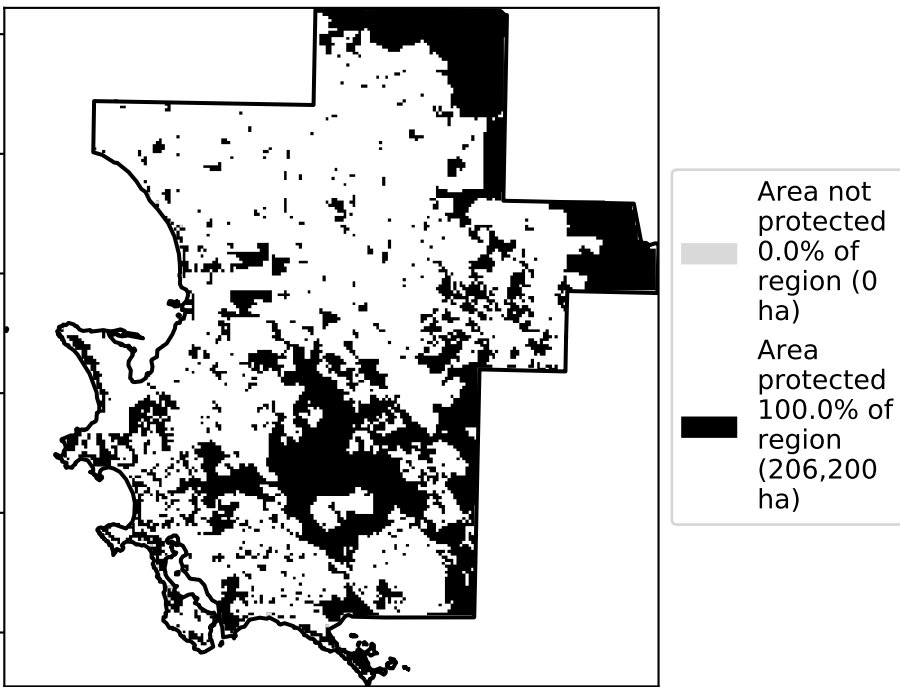 Area not
protected
0.0% of
region (0
ha)
Area
protected
100.0% of
region
(206,200
ha)